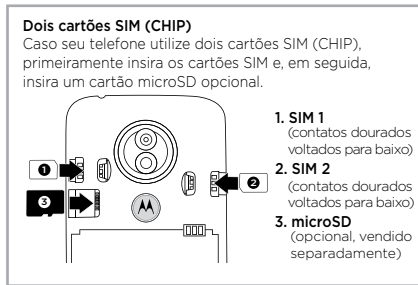 Dois cartões SIM (CHIP)
Caso seu telefone utilize dois cartões SIM (CHIP),
primeiramente insira os cartões SIM e, em seguida,
insira um cartão microSD opcional.
1. SIM 1
(contatos dourados
voltados para baixo)
2. SIM 2
(contatos dourados
voltados para baixo)
3. microSD
(opcional, vendido
separadamente)
1
2
3